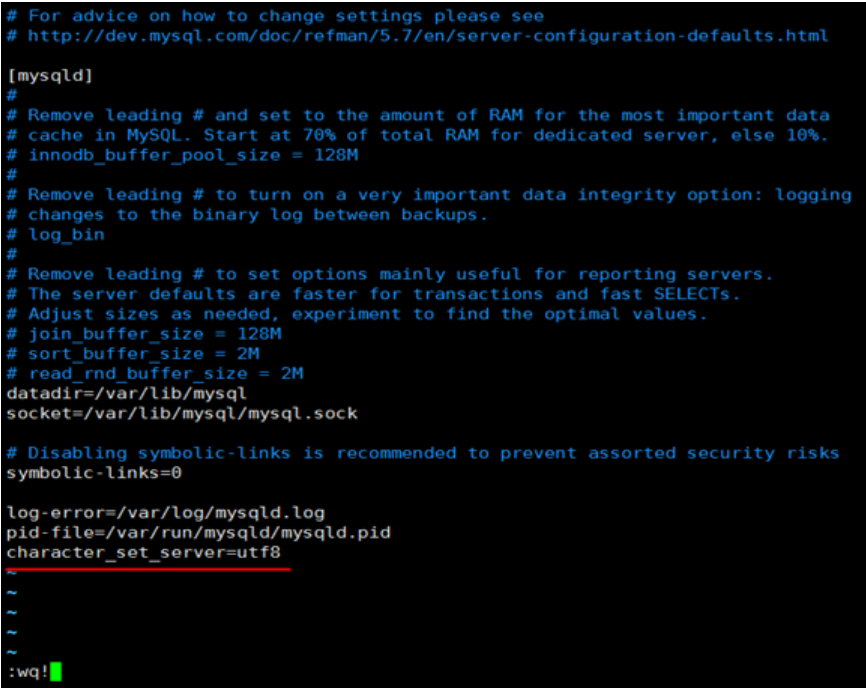 # For advice on how to change settings please see
# http://dev.mysql.com/doc/refman/5.7/en/server-configuration-defaults.html
[mysqld]
#
# Remove leading # and set to the amount of RAM for the most important data
# cache in MySQL. Start at 70% of total RAM for dedicated server, else 10%.
# innodb_buffer_pool_size = 128M
#
# Remove leading # to turn on a very important data integrity option: logging
# changes to the binary log between backups.
# log_bin
#
# Remove leading # to set options mainly useful for reporting servers.
# The server defaults are faster for transactions and fast SELECTs.
# Adjust sizes as needed, experiment to find the optimal values.
# join_buffer_size = 128M
# sort_buffer_size = 2M
# read_rnd_buffer_size = 2M
datadir=/var/lib/mysql
socket=/var/lib/mysql/mysql.sock
# Disabling symbolic-links is recommended to prevent assorted security risks
symbolic-links=0
log-error=/var/log/mysqld.log
pid-file=/var/run/mysqld/mysqld.pid
character_set_server=utf8
~
~
~
~
~
:wq!